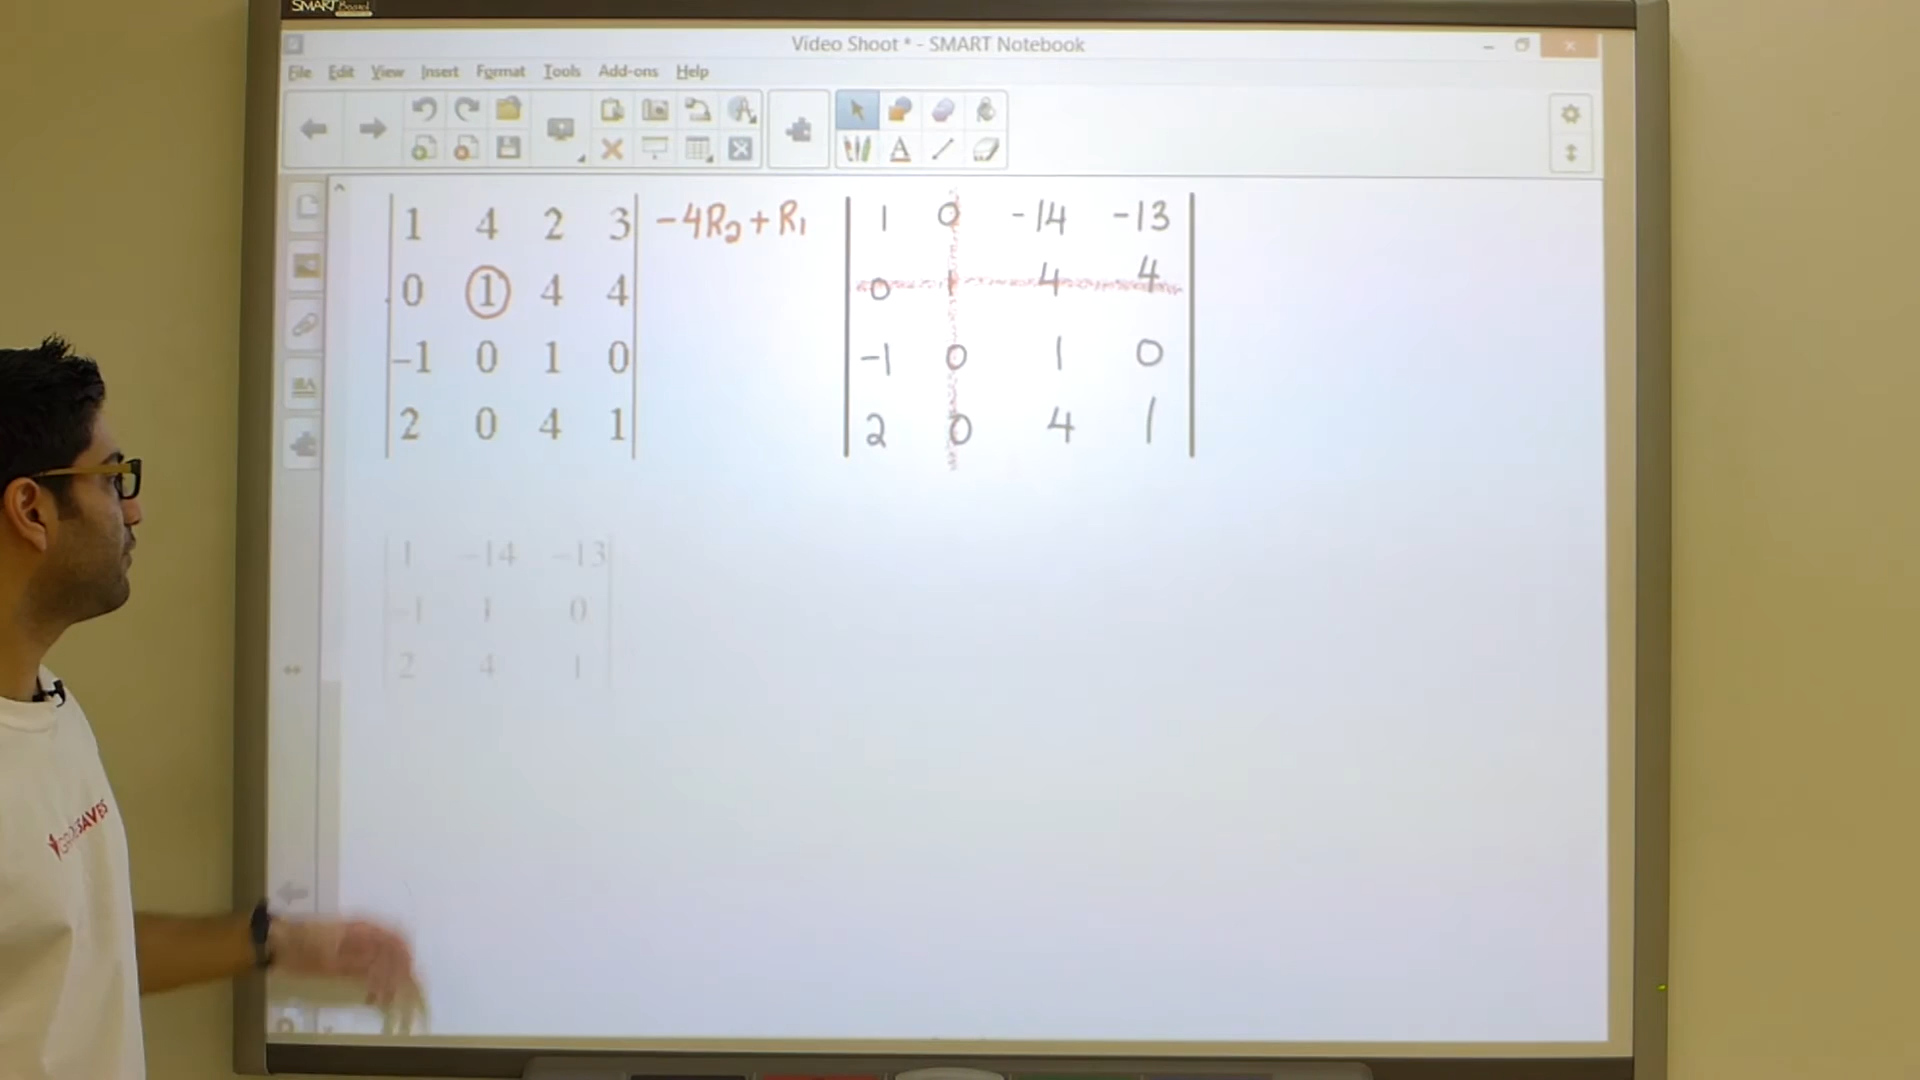 SMART Board
Video Shoot * - SMART Notebook
File Edit View Insert Format Tools Add-ons Help
1 4 2 3 -4R2 + R1
0 1 4 4
-1 0 1 0
2 0 4 1
1 0 -14 -13
0 1 4 4
-1 0 1 0
2 0 4 1
1 -14 -13
-1 1 0
2 4 1